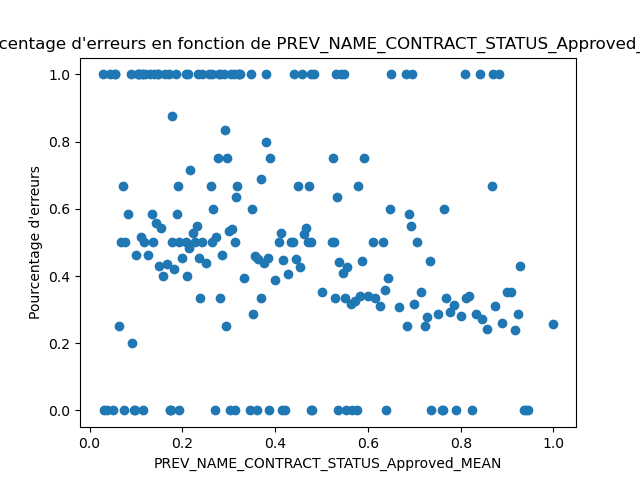 centage d'erreurs en fonction de PREV_NAME_CONTRACT_STATUS_Approved_
1.0
0.8
0.6
0.4
0.2
0.0
Pourcentage d'erreurs
0.0 0.2 0.4 0.6 0.8 1.0
PREV_NAME_CONTRACT_STATUS_Approved_MEAN